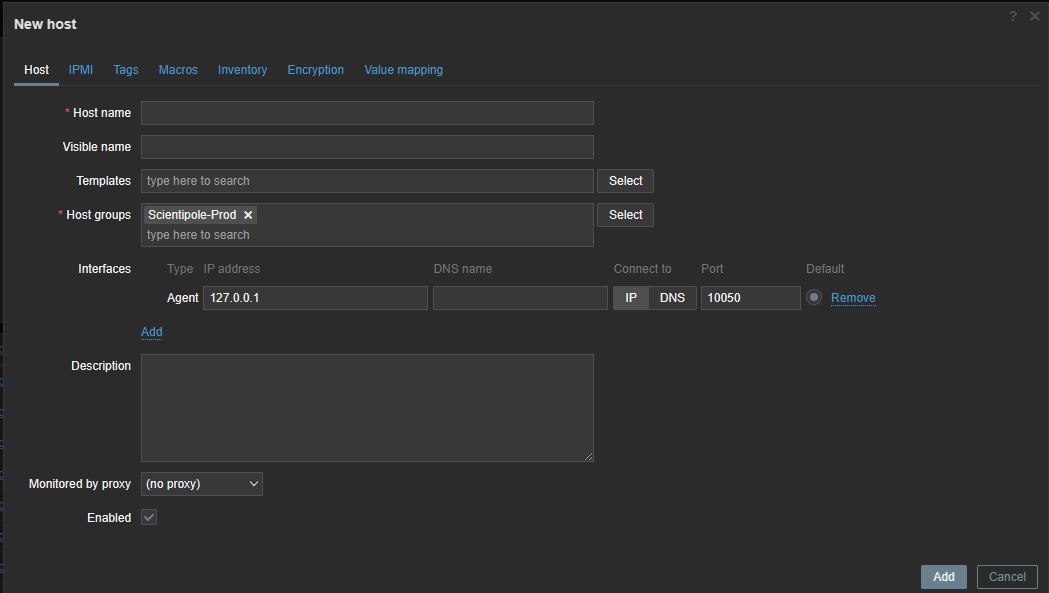 New host
? ×
Host IPMI Tags Macros Inventory Encryption Value mapping
* Host name
Visible name
Templates type here to search Select
* Host groups Scientipole-Prod × Select
type here to search
Interfaces Type IP address DNS name Connect to Port Default
Agent 127.0.0.1 IP DNS 10050 Remove
Add
Description
Monitored by proxy (no proxy)
Enabled
Add Cancel